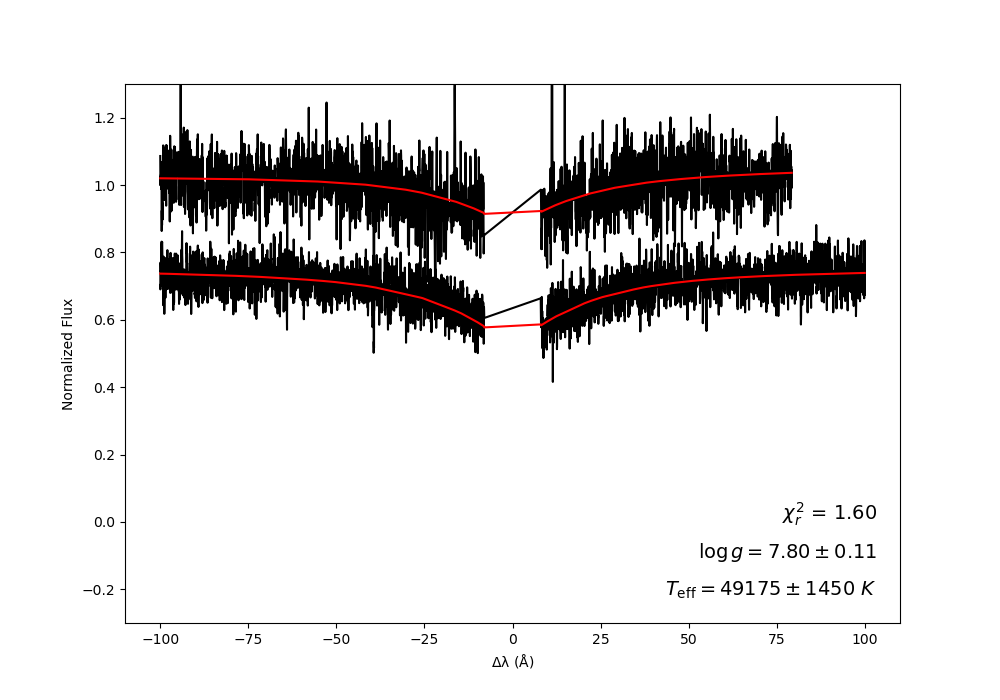 1.2
1.0
0.8
0.6
0.4
0.2
0.0
−0.2
Normalized Flux
χ²ᵣ = 1.60
log g = 7.80 ± 0.11
T_eff = 49175 ± 1450 K
−100 −75 −50 −25 0 25 50 75 100
Δλ (Å)